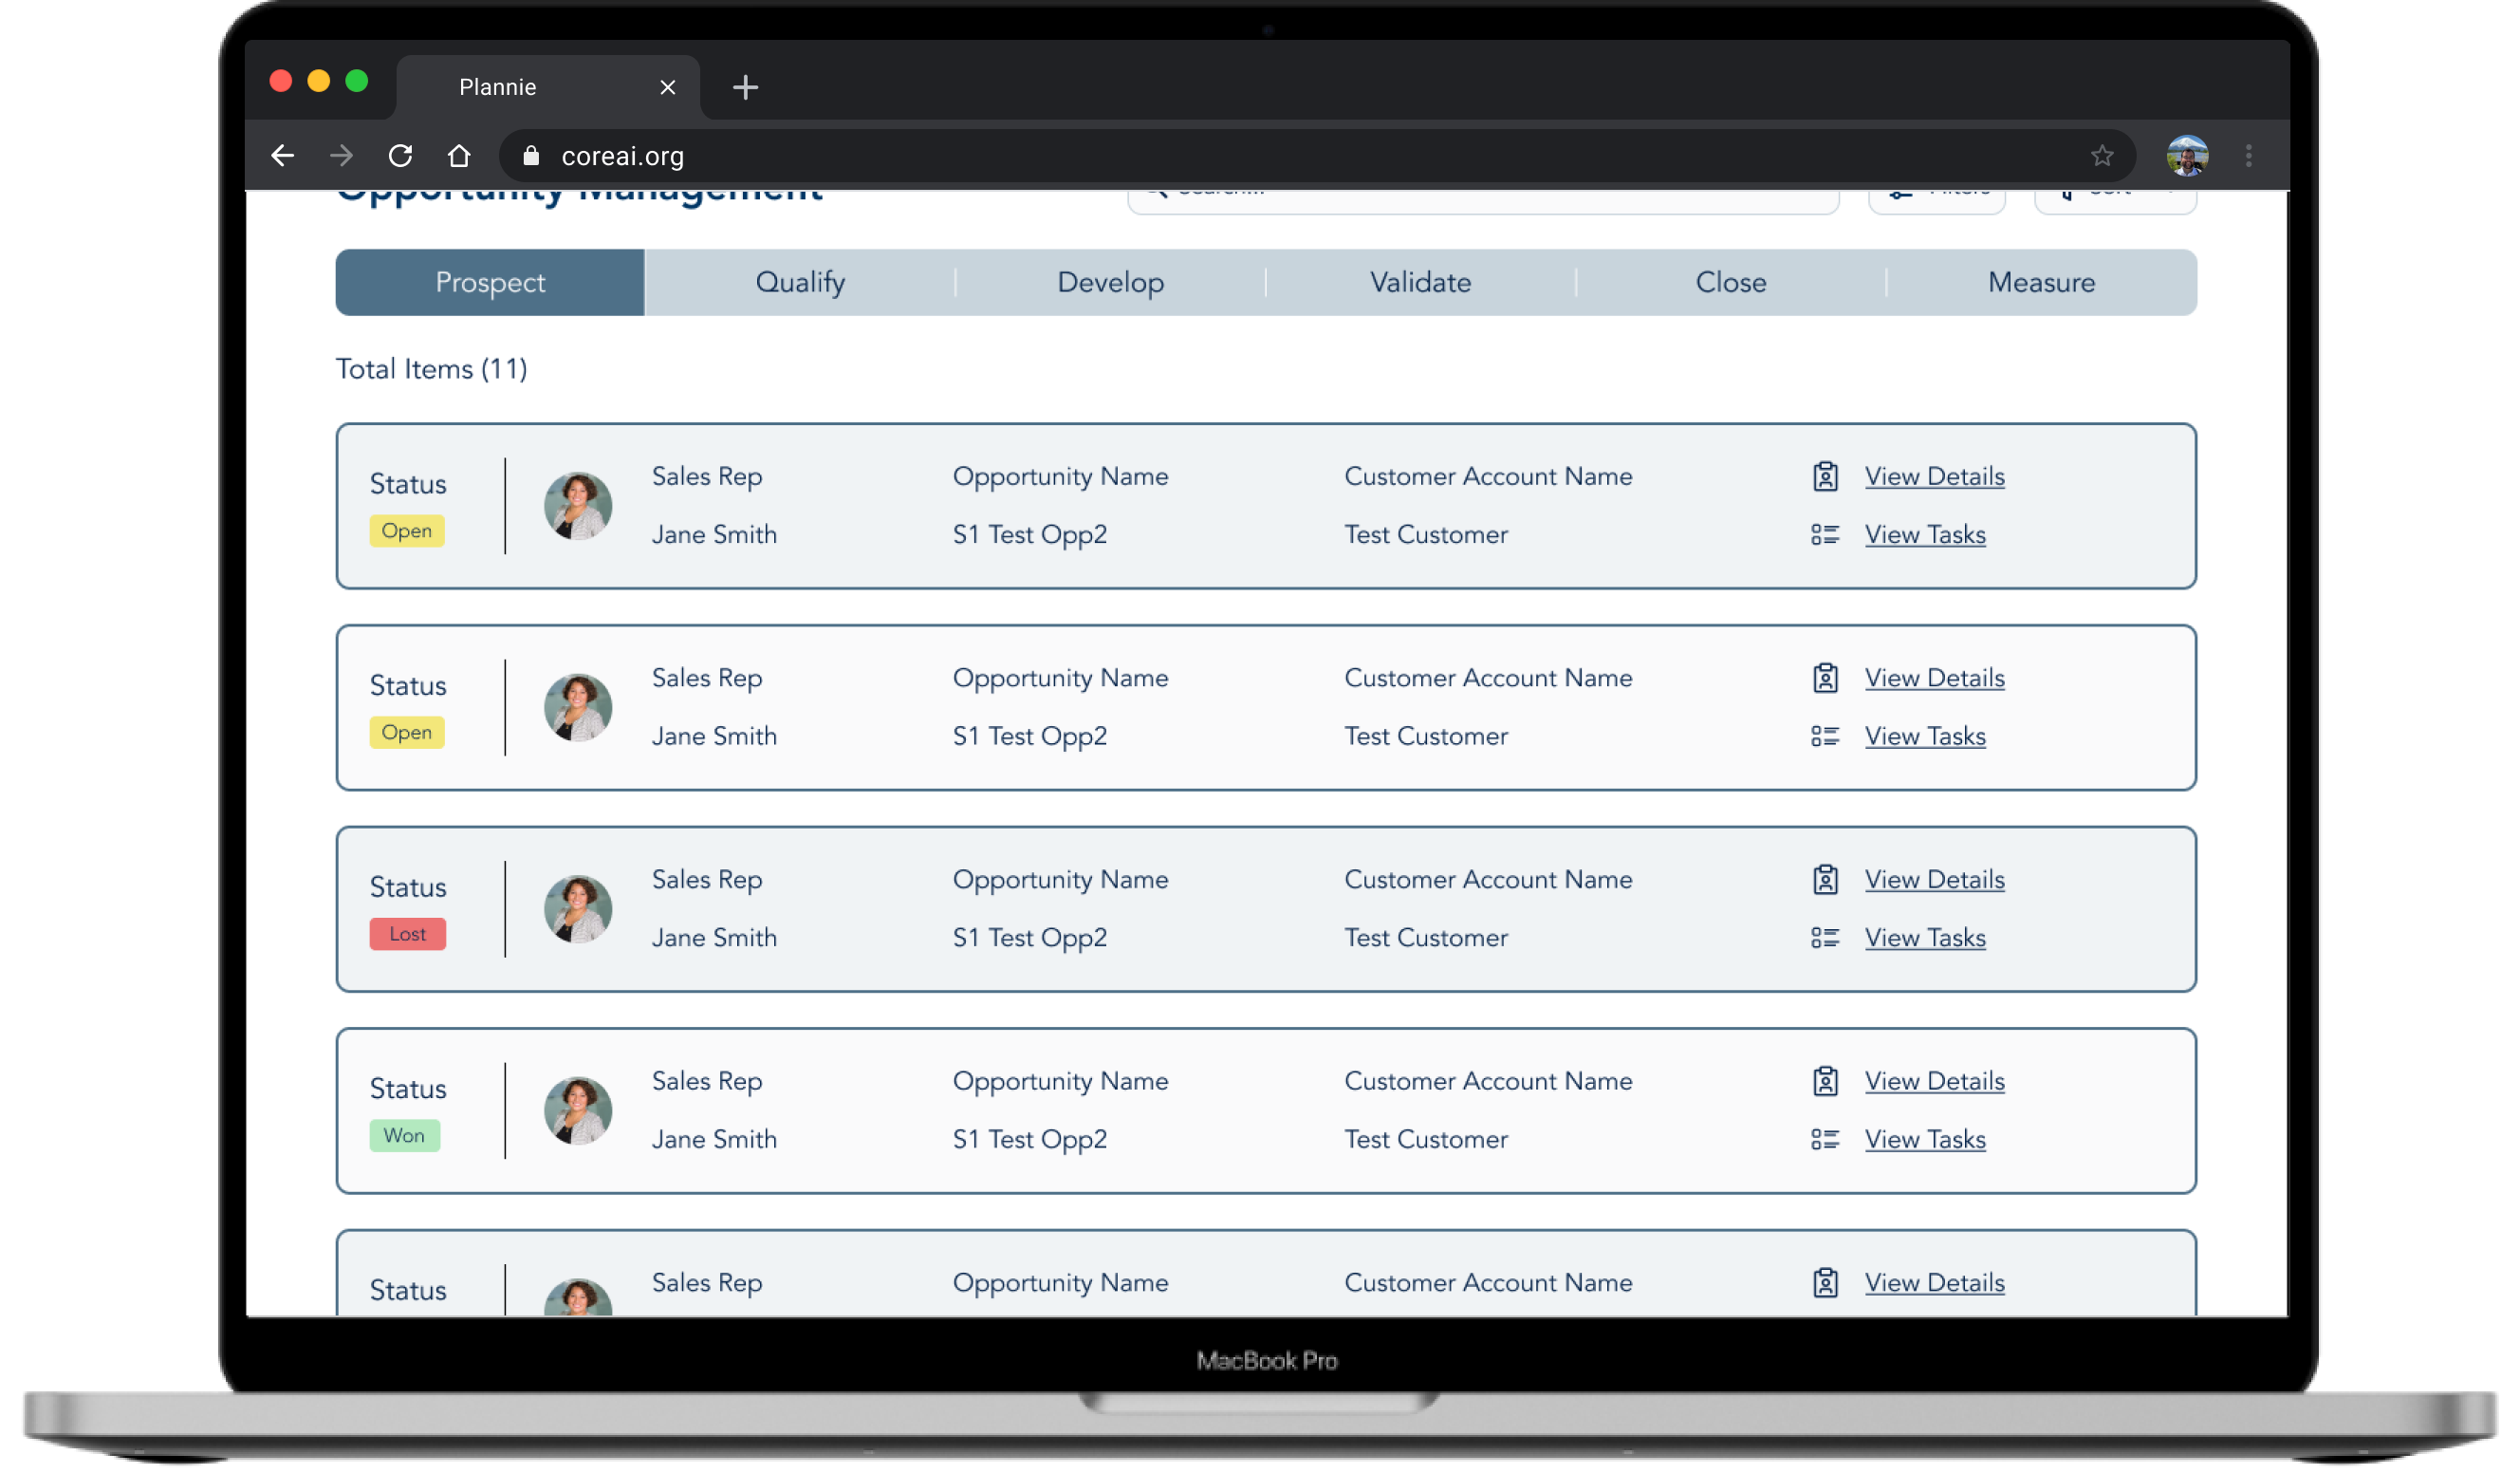 Plannie
coreai.org
Opportunity Management
Search...
Filters
Sort
Prospect Qualify Develop Validate Close Measure
Total Items (11)
Status Sales Rep Opportunity Name Customer Account Name View Details
Open Jane Smith S1 Test Opp2 Test Customer View Tasks
Status Sales Rep Opportunity Name Customer Account Name View Details
Open Jane Smith S1 Test Opp2 Test Customer View Tasks
Status Sales Rep Opportunity Name Customer Account Name View Details
Lost Jane Smith S1 Test Opp2 Test Customer View Tasks
Status Sales Rep Opportunity Name Customer Account Name View Details
Won Jane Smith S1 Test Opp2 Test Customer View Tasks
Status Sales Rep Opportunity Name Customer Account Name View Details
MacBook Pro